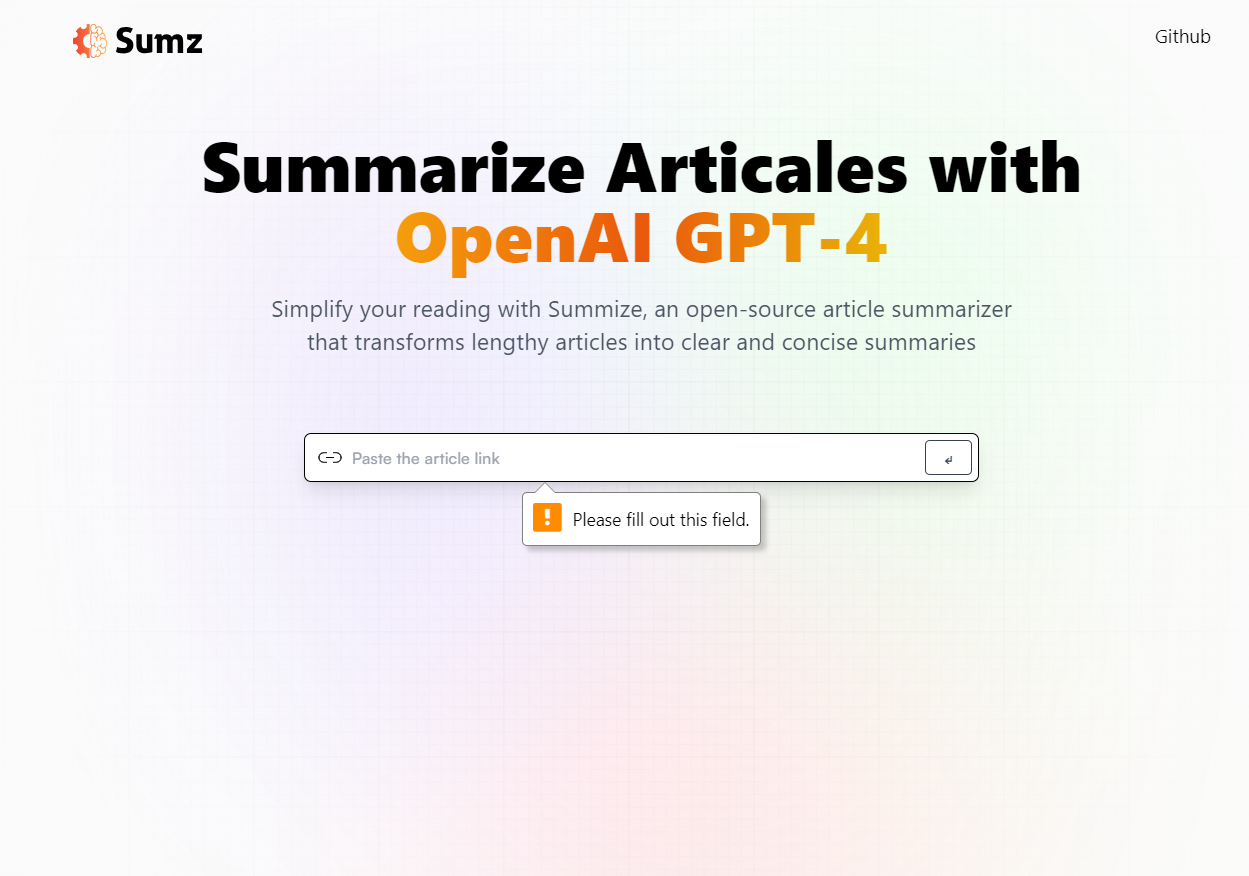 Sumz
Github
Summarize Articales with
OpenAI GPT-4
Simplify your reading with Summize, an open-source article summarizer
that transforms lengthy articles into clear and concise summaries
Paste the article link
↲
Please fill out this field.